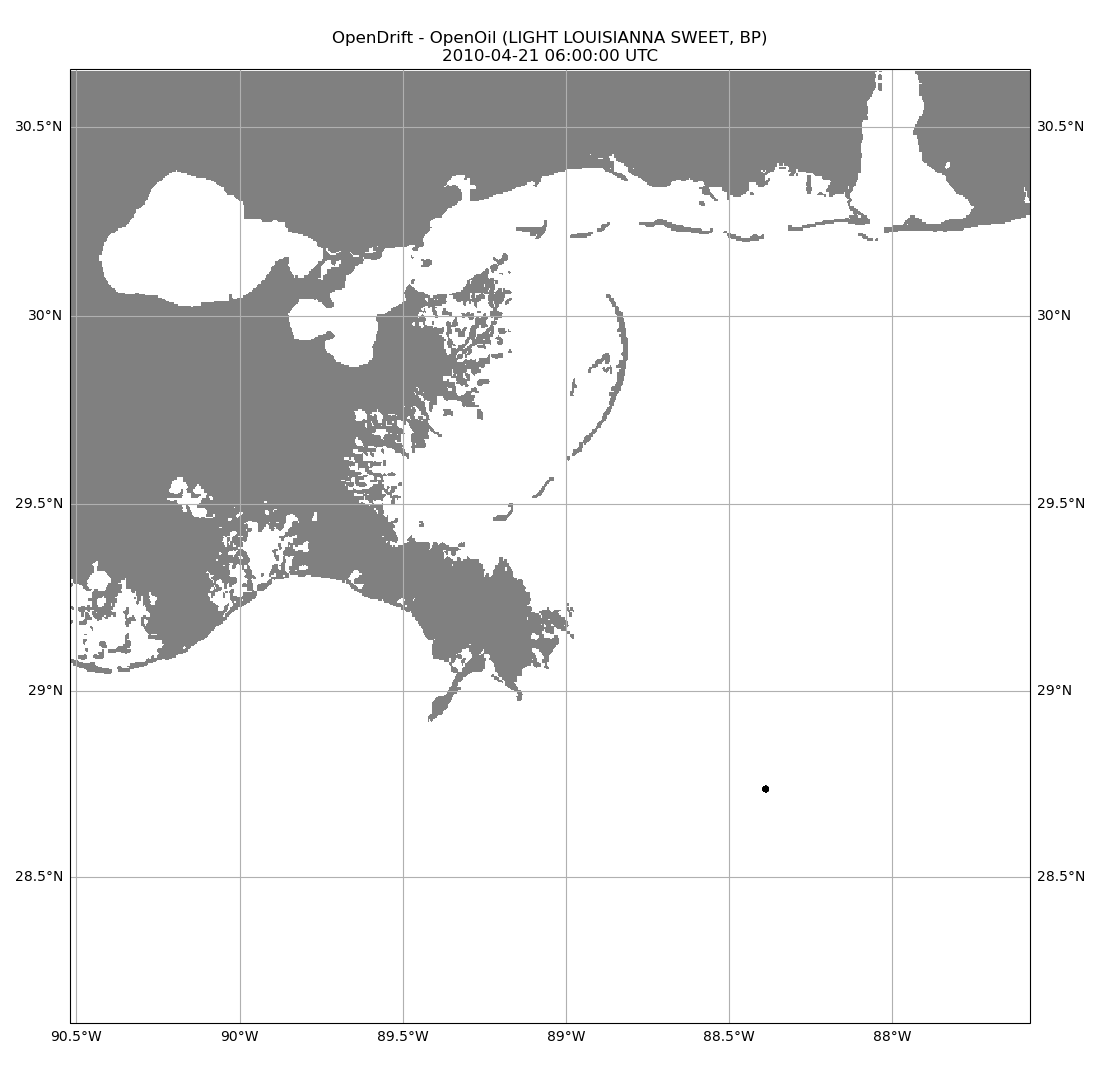 OpenDrift - OpenOil (LIGHT LOUISIANNA SWEET, BP)
2010-04-21 06:00:00 UTC
30.5°N 30.5°N
30°N 30°N
29.5°N 29.5°N
29°N 29°N
28.5°N 28.5°N
90.5°W 90°W 89.5°W 89°W 88.5°W 88°W